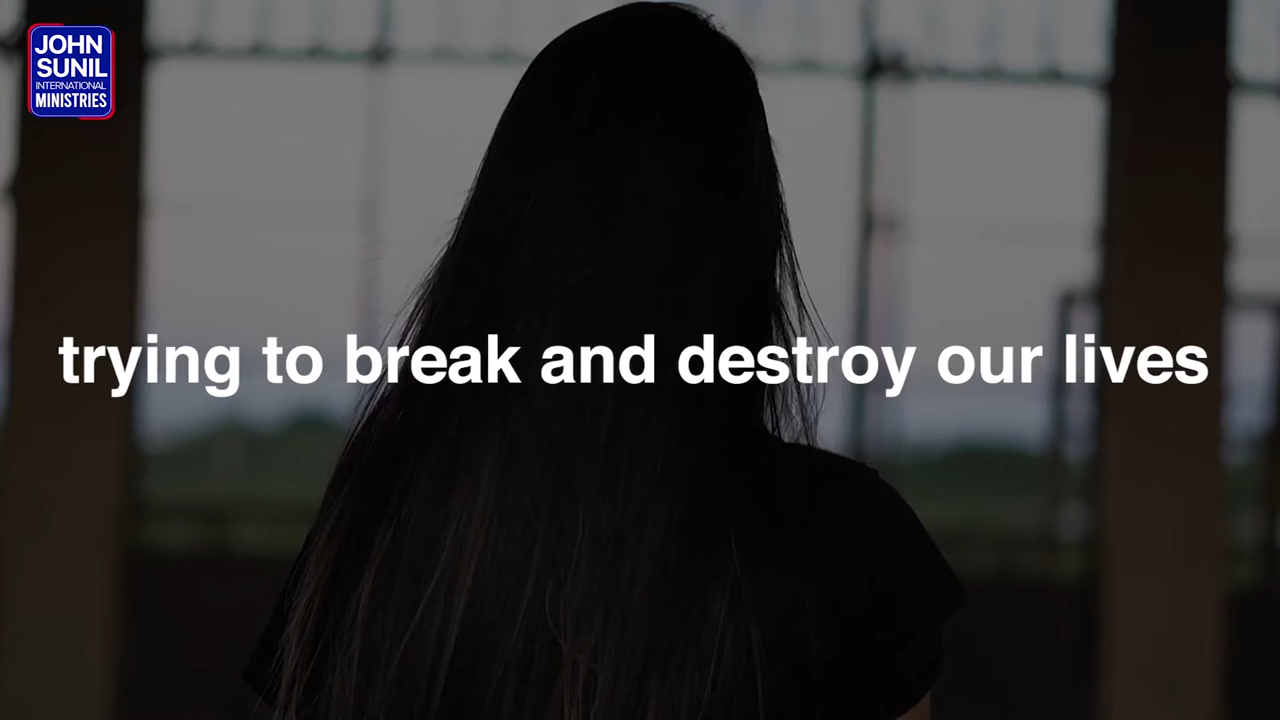 JOHN
SUNIL
INTERNATIONAL
MINISTRIES
trying to break and destroy our lives